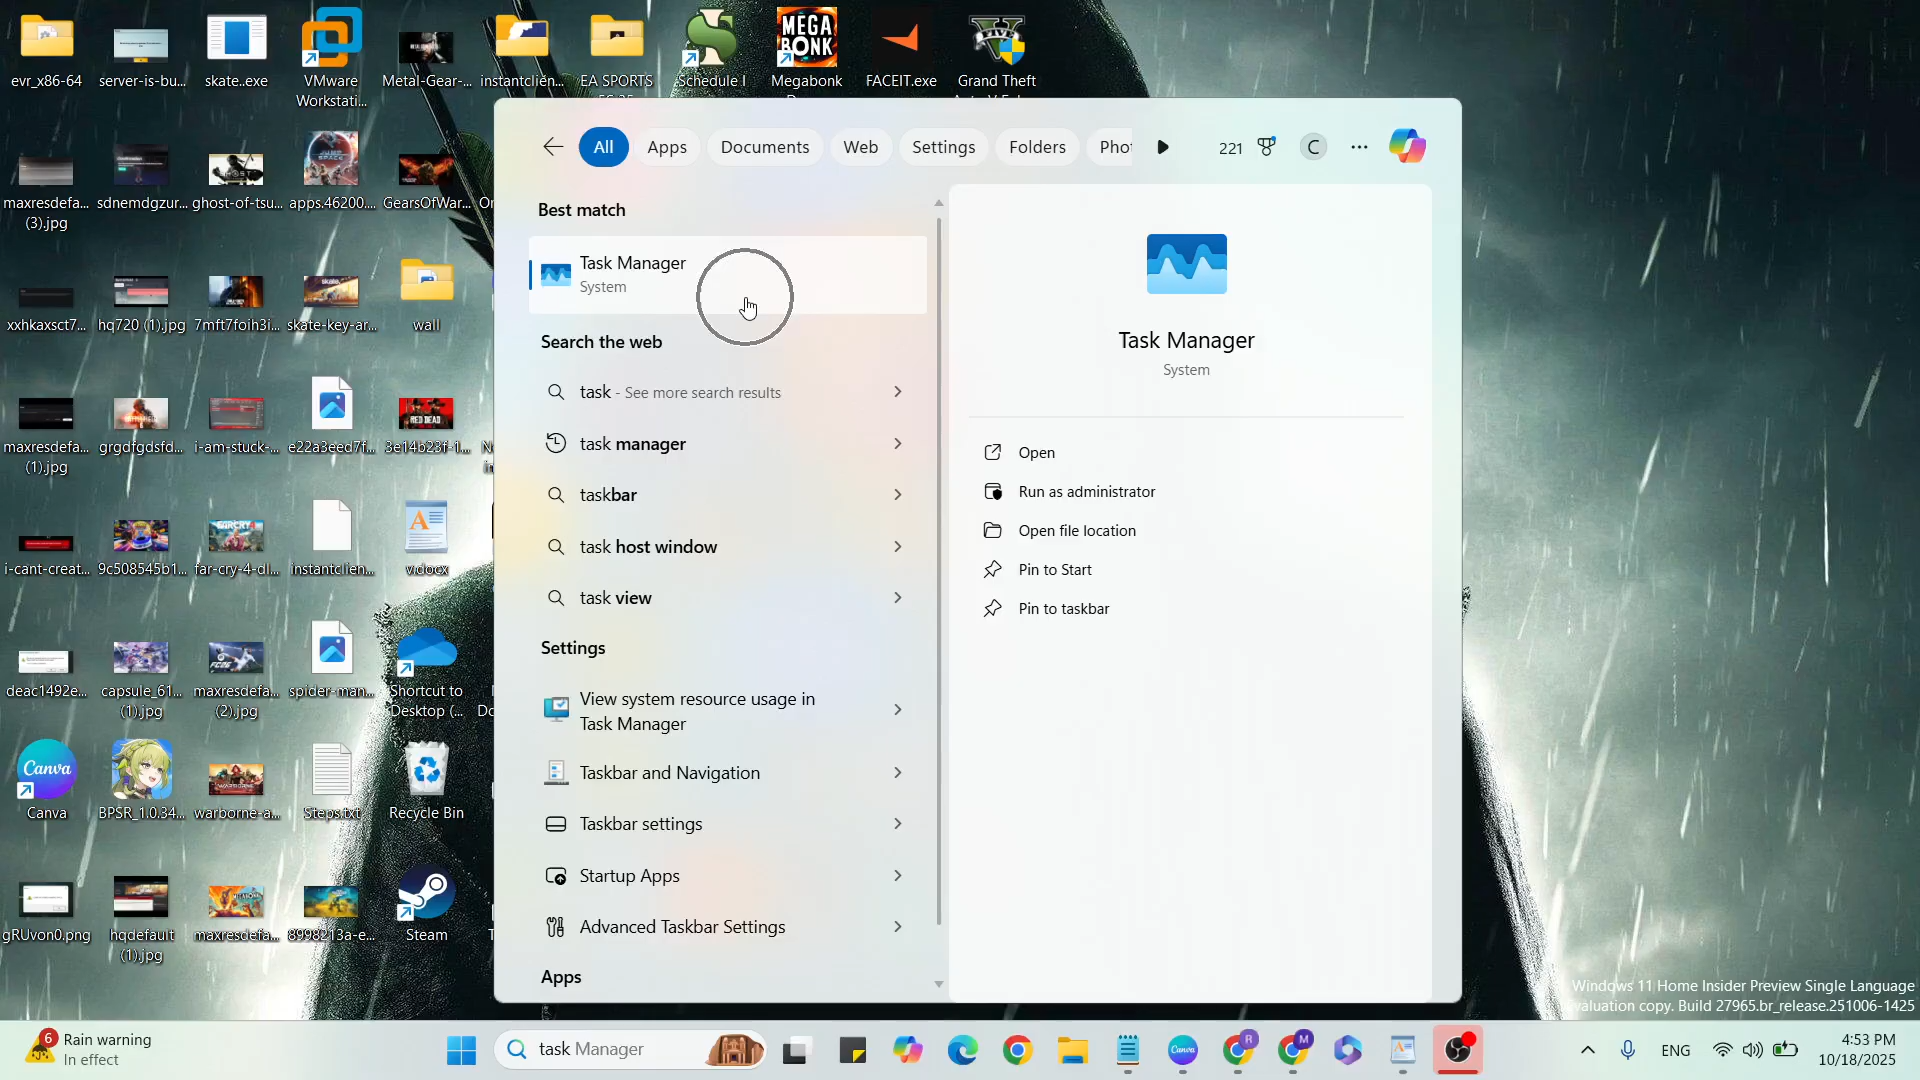 evr_x86-64
server-is-bu...
skate.exe
VMware
Workstati...
Metal-Gear-...
instantclien...
EA SPORTS
Schedule I
MEGA
BONK
Megabonk
FACEIT.exe
Grand Theft
maxresdefa...
(3).jpg
sdnemdgzur...
ghost-of-tsu...
apps.46200....
GearsOfWar...
xxhkaxsct7...
hq720 (1).jpg
7mft7foih3i...
skate-key-ar...
wall
maxresdefa...
(1).jpg
grgdfgdsfd...
i-am-stuck-...
e22a3eed7f...
3e14b23f-1...
i-cant-creat...
9c508545b1...
far-cry-4-dl...
instantclien...
vi.docx
deac1492e...
capsule_61...
(1).jpg
maxresdefa...
(2).jpg
spider-man...
Shortcut to
Desktop (...
Canva
Canva
BPSR_1.0.34...
warborne-a...
Steps.txt
Recycle Bin
gRUvon0.png
hqdefault
(1).jpg
maxresdefa...
8998213a-e...
Steam
All
Apps
Documents
Web
Settings
Folders
Phot
221
C
Best match
Task Manager
System
Search the web
task - See more search results
task manager
taskbar
task host window
task view
Settings
View system resource usage in
Task Manager
Taskbar and Navigation
Taskbar settings
Startup Apps
Advanced Taskbar Settings
Apps
Task Manager
System
Open
Run as administrator
Open file location
Pin to Start
Pin to taskbar
Windows 11 Home Insider Preview Single Language
valuation copy. Build 27965.br_release.251006-1425
6
Rain warning
In effect
task Manager
Canva
R
M
ENG
4:53 PM
10/18/2025